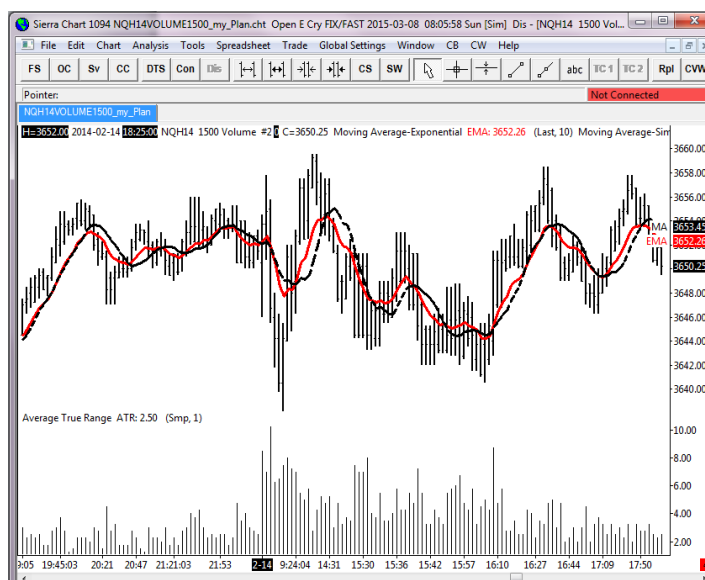 Sierra Chart 1094 NQH14VOLUME1500_my_Plan.cht Open E Cry FIX/FAST 2015-03-08 08:05:58 Sun [Sim] Dis - [NQH14 1500 Vol...
File Edit Chart Analysis Tools Spreadsheet Trade Global Settings Window CB CW Help
FS OC Sv CC DTS Con Dis CS SW abc TC1 TC2 Rpl CVW
Pointer: Not Connected
NQH14VOLUME1500_my_Plan
H=3652.00 2014-02-14 18:25:00 NQH14 1500 Volume #2 0 C=3650.25 Moving Average-Exponential EMA: 3652.26 (Last, 10) Moving Average-Sim
3660.00
3658.00
3656.00
3654.00
MA 3653.45
EMA 3652.26
3650.25
3648.00
3646.00
3644.00
3642.00
3640.00
Average True Range ATR: 2.50 (Smp, 1)
10.00
8.00
6.00
4.00
2.00
9:05 19:45:03 20:21 20:47 21:21:03 21:53 2-14 9:24:04 14:31 15:30 15:36 15:42 15:57 16:10 16:27 16:44 17:09 17:50